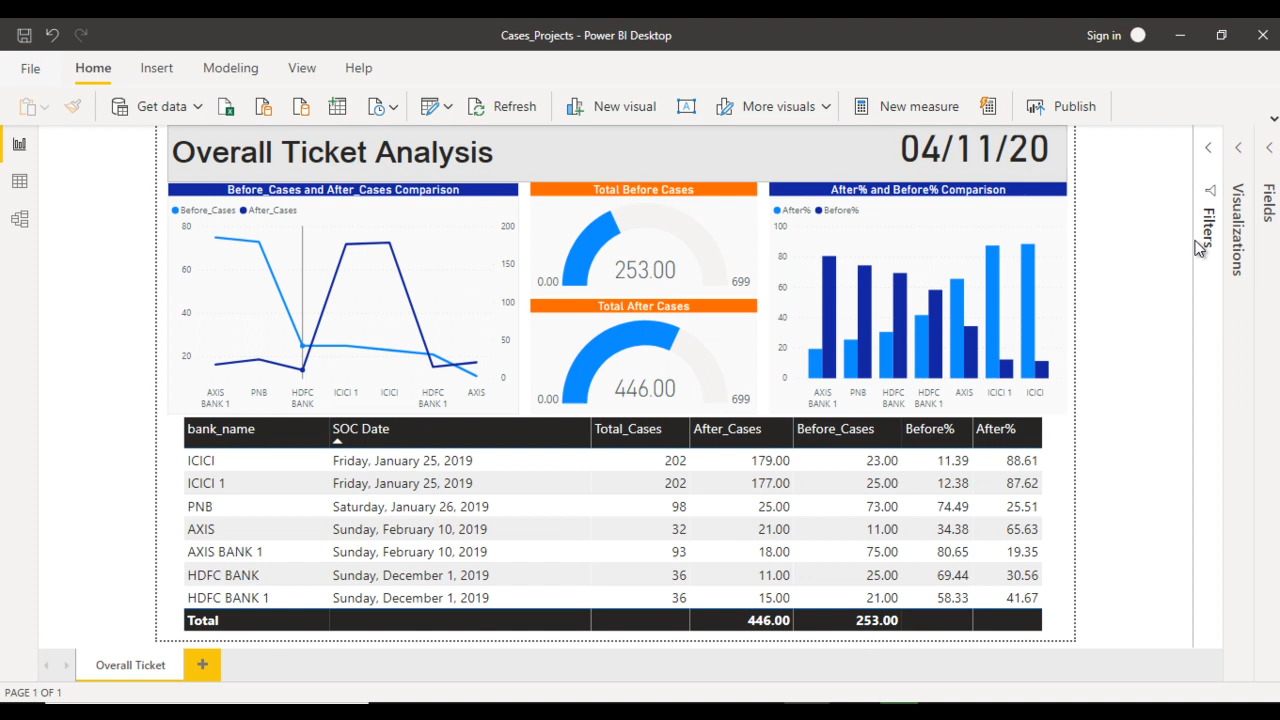 Cases_Projects - Power BI Desktop
Sign in
File Home Insert Modeling View Help
Get data Refresh New visual More visuals New measure Publish
Overall Ticket Analysis
04/11/20
Before_Cases and After_Cases Comparison
Before_Cases After_Cases
80
60
40
20
200
150
100
50
0
AXIS BANK 1
PNB
HDFC BANK
ICICI 1
ICICI
HDFC BANK 1
AXIS
Total Before Cases
253.00
0.00
699
Total After Cases
446.00
0.00
699
After% and Before% Comparison
After% Before%
100
80
60
40
20
0
AXIS BANK 1
PNB
HDFC BANK
HDFC BANK 1
AXIS
ICICI 1
ICICI
bank_name SOC Date Total_Cases After_Cases Before_Cases Before% After%
ICICI Friday, January 25, 2019 202 179.00 23.00 11.39 88.61
ICICI 1 Friday, January 25, 2019 202 177.00 25.00 12.38 87.62
PNB Saturday, January 26, 2019 98 25.00 73.00 74.49 25.51
AXIS Sunday, February 10, 2019 32 21.00 11.00 34.38 65.63
AXIS BANK 1 Sunday, February 10, 2019 93 18.00 75.00 80.65 19.35
HDFC BANK Sunday, December 1, 2019 36 11.00 25.00 69.44 30.56
HDFC BANK 1 Sunday, December 1, 2019 36 15.00 21.00 58.33 41.67
Total 446.00 253.00
Filters
Visualizations
Fields
Overall Ticket
PAGE 1 OF 1